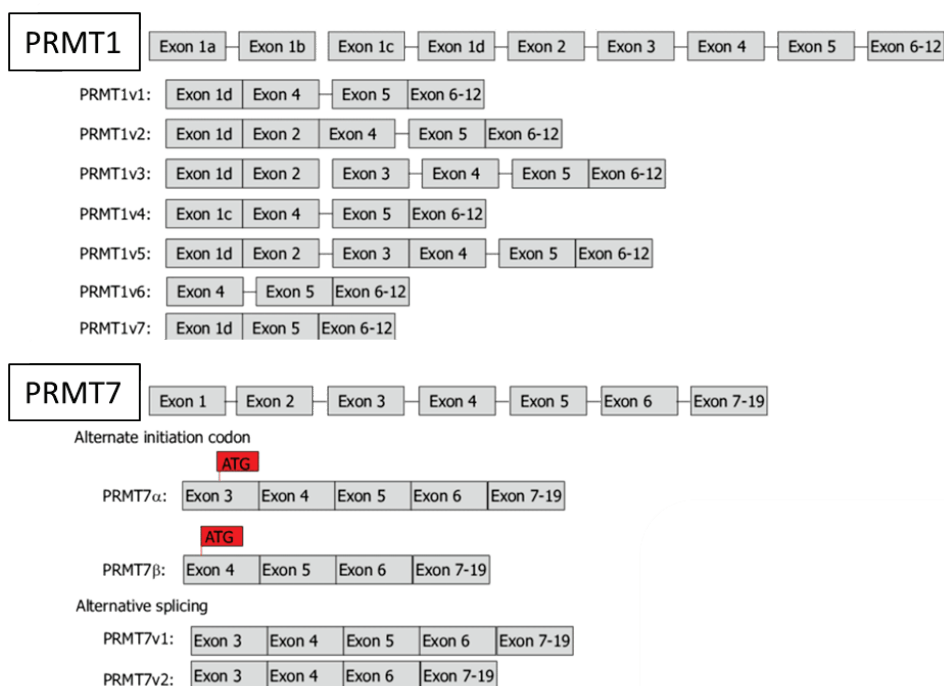 PRMT1 Exon 1a Exon 1b Exon 1c Exon 1d Exon 2 Exon 3 Exon 4 Exon 5 Exon 6-12
PRMT1v1: Exon 1d Exon 4 Exon 5 Exon 6-12
PRMT1v2: Exon 1d Exon 2 Exon 4 Exon 5 Exon 6-12
PRMT1v3: Exon 1d Exon 2 Exon 3 Exon 4 Exon 5 Exon 6-12
PRMT1v4: Exon 1c Exon 4 Exon 5 Exon 6-12
PRMT1v5: Exon 1d Exon 2 Exon 3 Exon 4 Exon 5 Exon 6-12
PRMT1v6: Exon 4 Exon 5 Exon 6-12
PRMT1v7: Exon 1d Exon 5 Exon 6-12
PRMT7 Exon 1 Exon 2 Exon 3 Exon 4 Exon 5 Exon 6 Exon 7-19
Alternate initiation codon
ATG
PRMT7α: Exon 3 Exon 4 Exon 5 Exon 6 Exon 7-19
ATG
PRMT7β: Exon 4 Exon 5 Exon 6 Exon 7-19
Alternative splicing
PRMT7v1: Exon 3 Exon 4 Exon 5 Exon 6 Exon 7-19
PRMT7v2: Exon 3 Exon 4 Exon 6 Exon 7-19